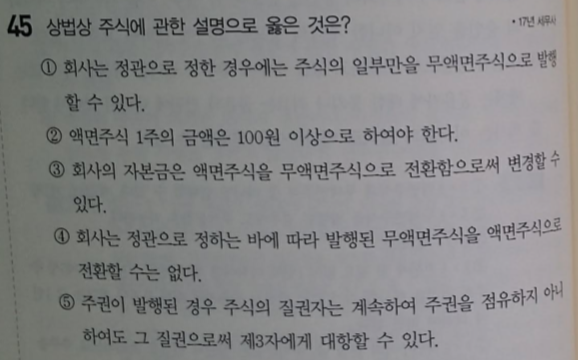 45 상법상 주식에 관한 설명으로 옳은 것은? • 17년 세무사
① 회사는 정관으로 정한 경우에는 주식의 일부만을 무액면주식으로 발행
할 수 있다.
② 액면주식 1주의 금액은 100원 이상으로 하여야 한다.
③ 회사의 자본금은 액면주식을 무액면주식으로 전환함으로써 변경할 수
있다.
④ 회사는 정관으로 정하는 바에 따라 발행된 무액면주식을 액면주식으로
전환할 수는 없다.
⑤ 주권이 발행된 경우 주식의 질권자는 계속하여 주권을 점유하지 아니
하여도 그 질권으로써 제3자에게 대항할 수 있다.